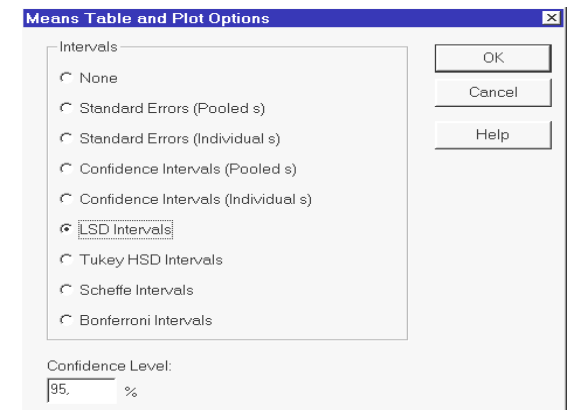 Means Table and Plot Options
Intervals
None
Standard Errors (Pooled s)
Standard Errors (Individual s)
Confidence Intervals (Pooled s)
Confidence Intervals (Individual s)
LSD Intervals
Tukey HSD Intervals
Scheffe Intervals
Bonferroni Intervals
OK
Cancel
Help
Confidence Level:
95, %